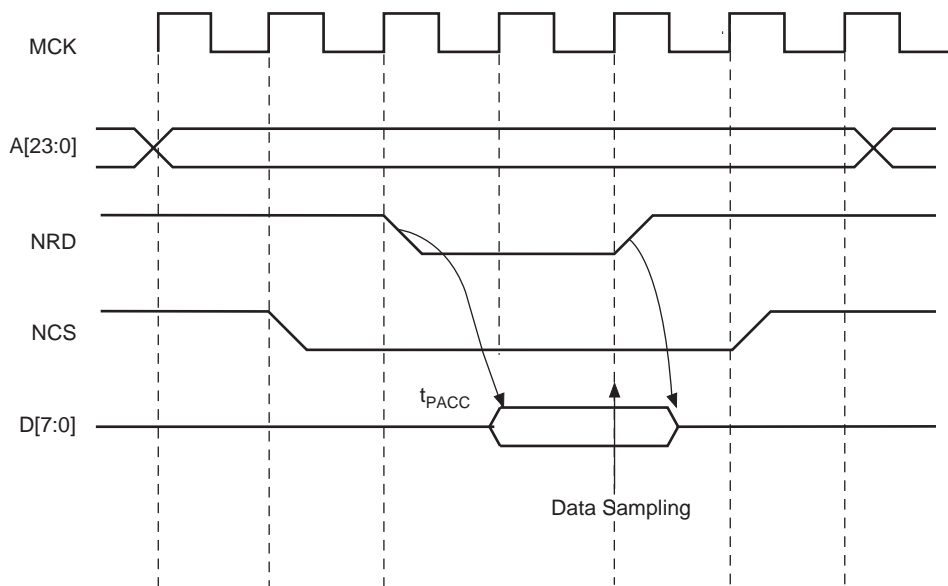 MCK
A[23:0]
NRD
NCS
tPACC
D[7:0]
Data Sampling